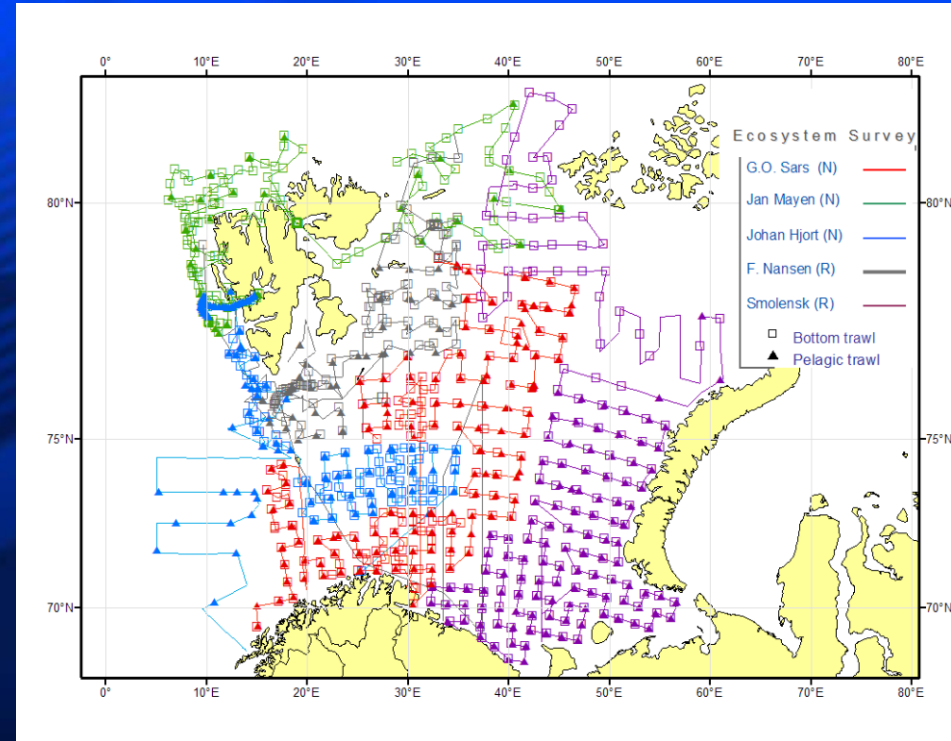 0° 10°E 20°E 30°E 40°E 50°E 60°E 70°E 80°E
Ecosystem Survey
G.O. Sars (N)
Jan Mayen (N)
Johan Hjort (N)
F. Nansen (R)
Smolensk (R)
Bottom trawl
Pelagic trawl
80°N 80°N
75°N 75°N
70°N 70°N
0° 10°E 20°E 30°E 40°E 50°E 60°E 70°E 80°E